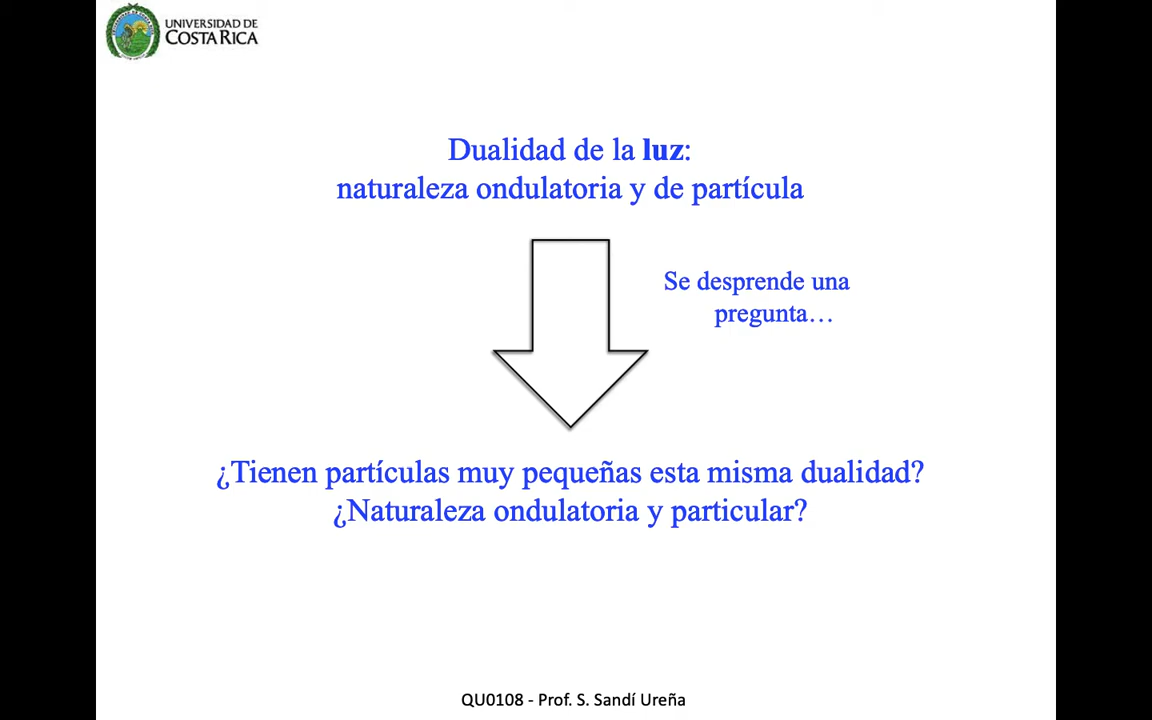 UNIVERSIDAD DE
COSTA RICA
Dualidad de la luz:
naturaleza ondulatoria y de partícula
Se desprende una
pregunta…
¿Tienen partículas muy pequeñas esta misma dualidad?
¿Naturaleza ondulatoria y particular?
QU0108 - Prof. S. Sandí Ureña